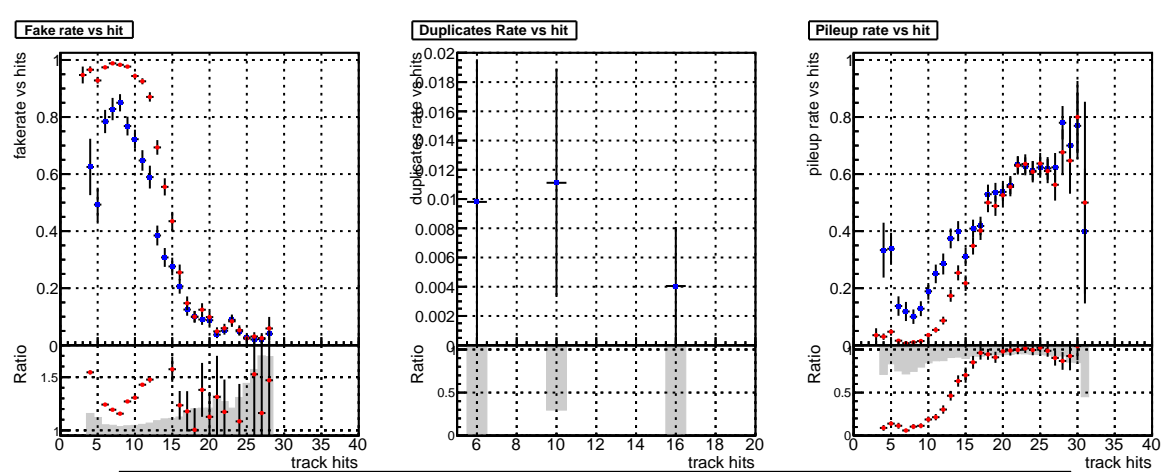 Fake rate vs hit
fakerate vs hits
1
0.8
0.6
0.4
0.2
0
Ratio
1.5
1
0 5 10 15 20 25 30 35 40
track hits
Duplicates Rate vs hit
duplicates rate vs hits
0.02
0.018
0.016
0.014
0.012
0.01
0.008
0.006
0.004
0.002
0
Ratio
1
0.5
0
6 8 10 12 14 16 18 20
track hits
Pileup rate vs hit
pileup rate vs hits
1
0.8
0.6
0.4
0.2
0
Ratio
1
0.5
0
0 5 10 15 20 25 30 35 40
track hits